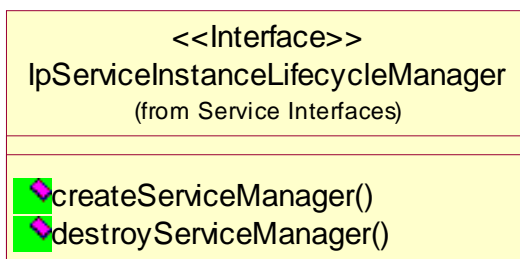 <<Interface>>
IpServiceInstanceLifecycleManager
(from Service Interfaces)
createServiceManager()
destroyServiceManager()